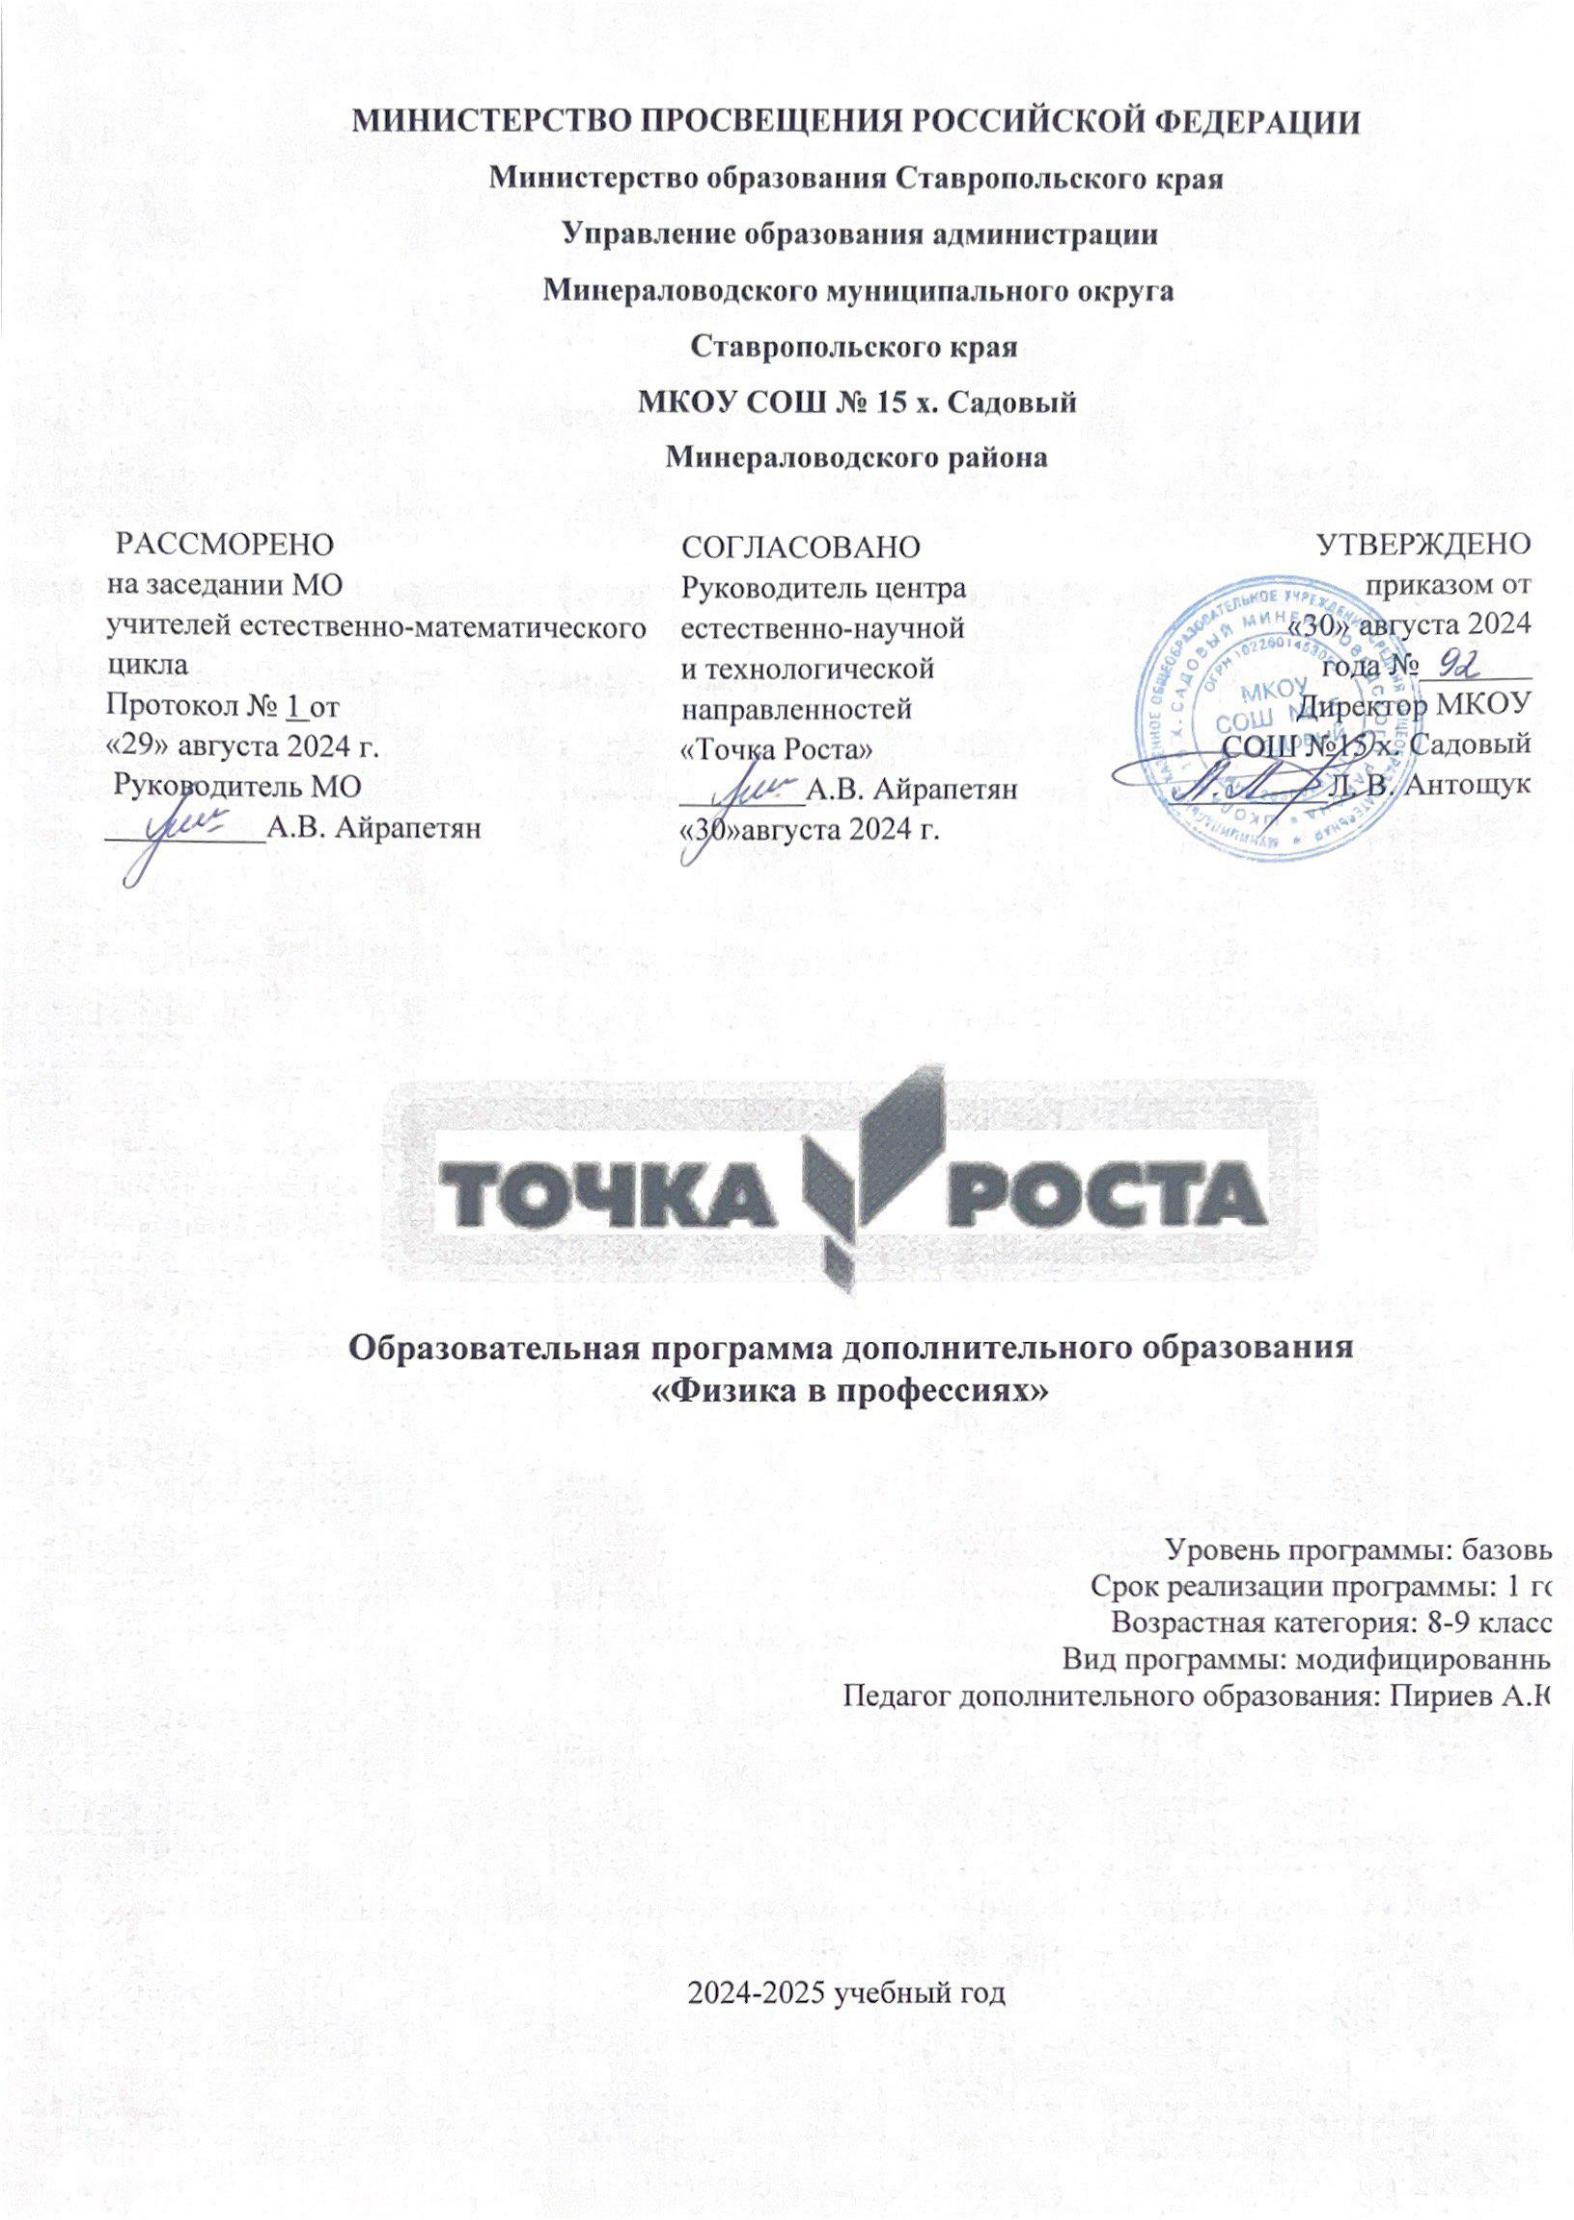 МИНИСТЕРСТВО ПРОСВЕЩЕНИЯ РОССИЙСКОЙ ФЕДЕРАЦИИ
Министерство образования Ставропольского края
Управление образования администрации
Минераловодского муниципального округа
Ставропольского края
МКОУ СОШ № 15 х. Садовый
Минераловодского района
РАССМОРЕНО
на заседании МО
учителей естественно-математического
цикла
Протокол № 1 от
«29» августа 2024 г.
Руководитель МО
А.В. Айрапетян
СОГЛАСОВАНО
Руководитель центра
естественно-научной
и технологической
направленностей
«Точка Роста»
А.В. Айрапетян
«30»августа 2024 г.
УТВЕРЖДЕНО
приказом от
«30» августа 2024
года № 92
Директор МКОУ
СОШ №15 х. Садовый
Л. В. Антощук
МКОУ
СОШ
ТОЧКА РОСТА
Образовательная программа дополнительного образования
«Физика в профессиях»
Уровень программы: базовы
Срок реализации программы: 1 го
Возрастная категория: 8-9 класс
Вид программы: модифицированны
Педагог дополнительного образования: Пириев А.
2024-2025 учебный год